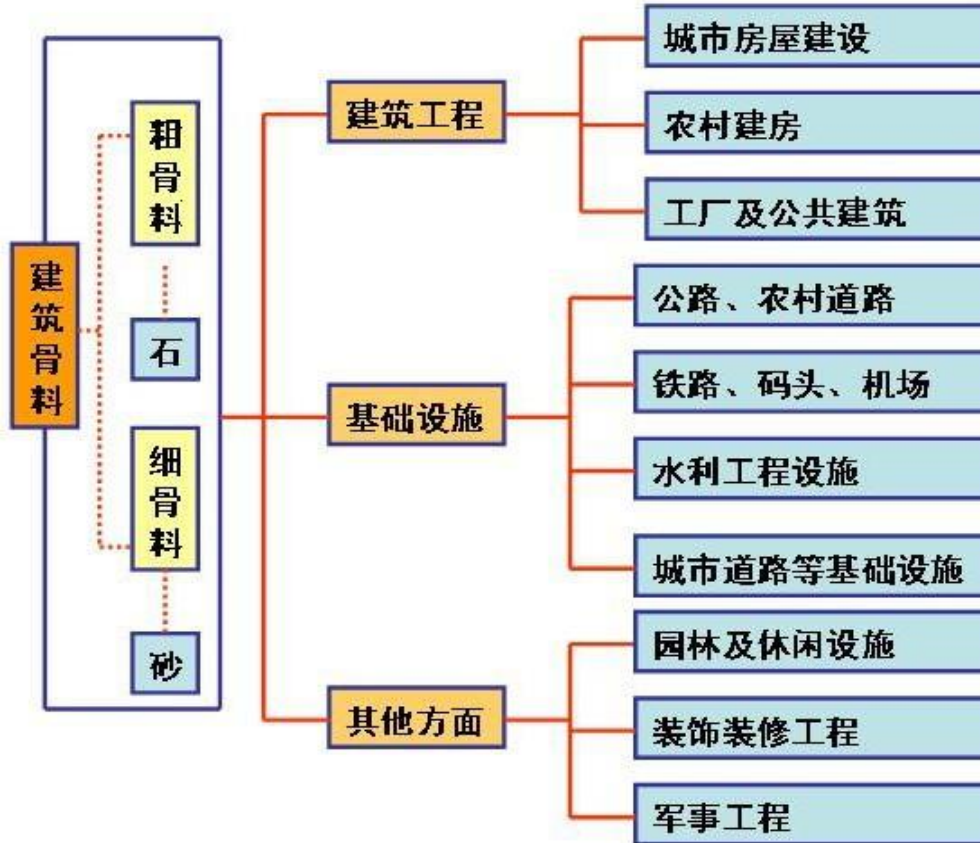 建筑骨料
粗骨料
石
细骨料
砂
建筑工程
城市房屋建设
农村建房
工厂及公共建筑
基础设施
公路、农村道路
铁路、码头、机场
水利工程设施
城市道路等基础设施
其他方面
园林及休闲设施
装饰装修工程
军事工程